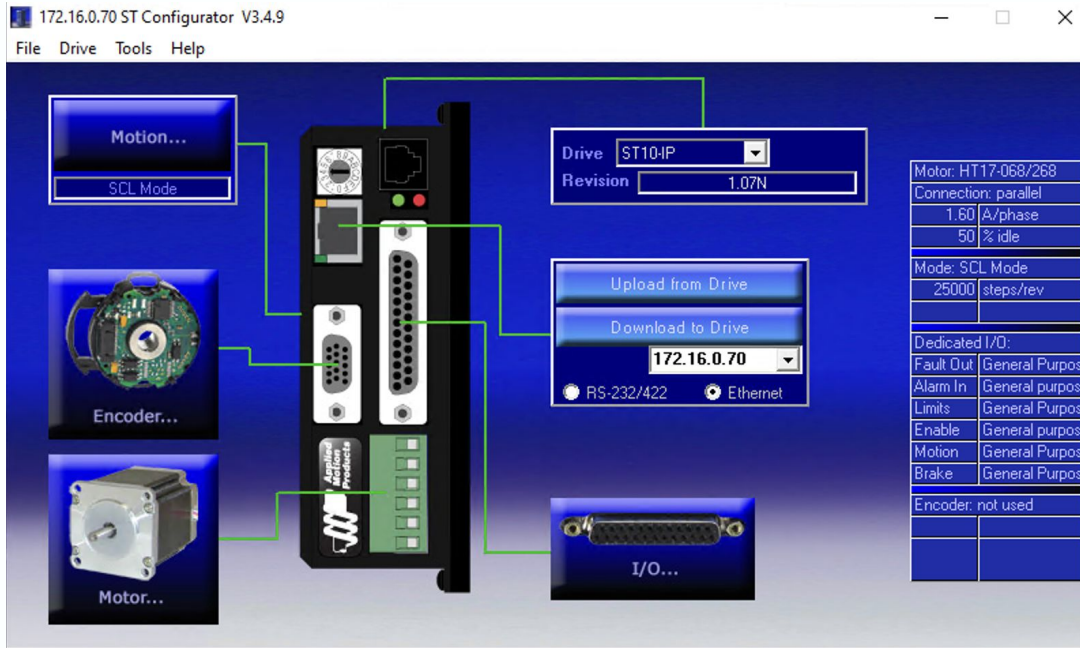 172.16.0.70 ST Configurator V3.4.9
File Drive Tools Help
Motion...
SCL Mode
Encoder...
Motor...
Applied
Motion
Products
Drive ST10-IP
Revision 1.07N
Upload from Drive
Download to Drive
172.16.0.70
RS-232/422 Ethernet
I/O...
Motor: HT17-068/268
Connection: parallel
1.60 A/phase
50 % idle
Mode: SCL Mode
25000 steps/rev
Dedicated I/O:
Fault Out General Purpos
Alarm In General purpos
Limits General Purpos
Enable General purpos
Motion General Purpos
Brake General Purpos
Encoder: not used